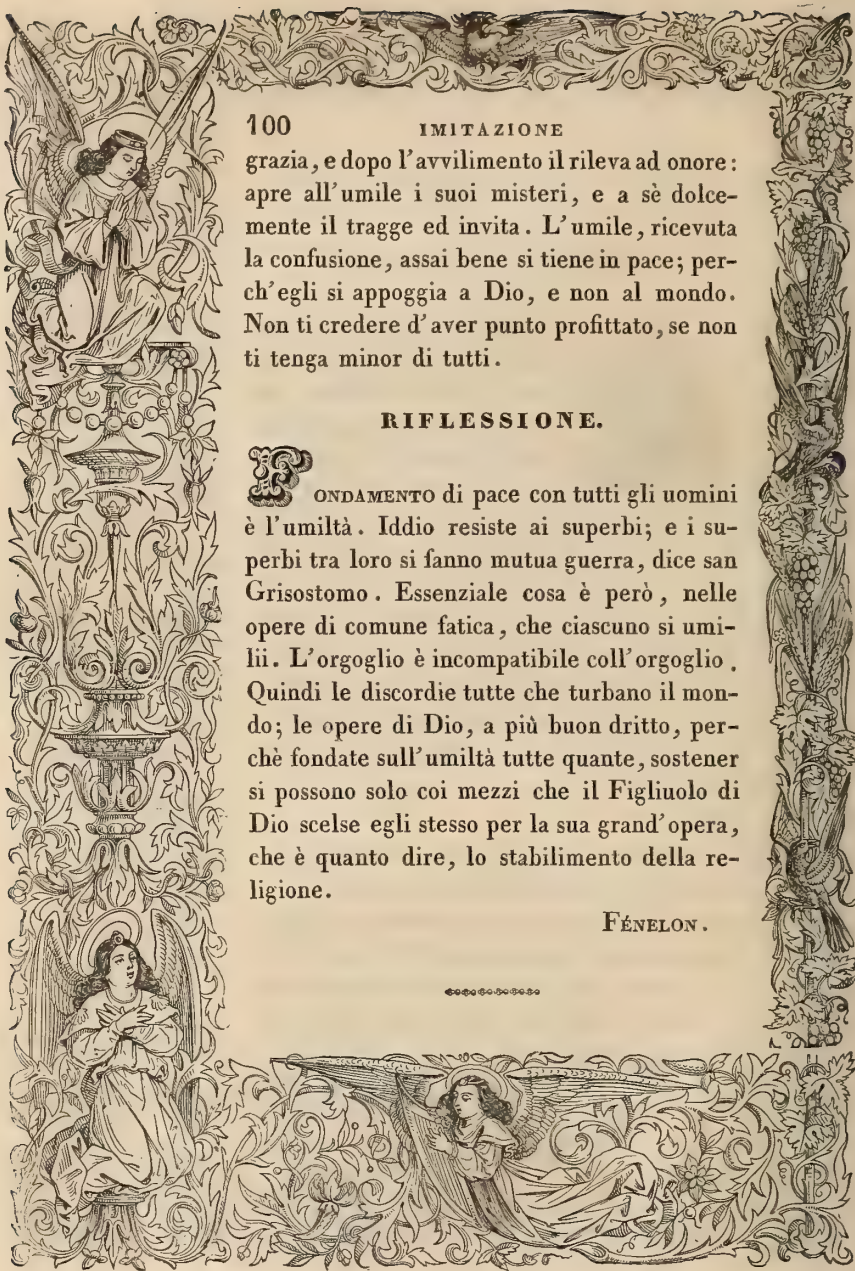 100 IMITAZIONE
grazia, e dopo l'avvilimento il rileva ad onore:
apre all'umile i suoi misteri, e a sè dolce-
mente il tragge ed invita. L'umile, ricevuta
la confusione, assai bene si tiene in pace; per-
ch'egli si appoggia a Dio, e non al mondo.
Non ti credere d'aver punto profittato, se non
ti tenga minor di tutti.
RIFLESSIONE.
FONDAMENTO di pace con tutti gli uomini
è l'umiltà. Iddio resiste ai superbi; e i su-
perbi tra loro si fanno mutua guerra, dice san
Grisostomo. Essenziale cosa è però, nelle
opere di comune fatica, che ciascuno si umi-
lii. L'orgoglio è incompatibile coll'orgoglio.
Quindi le discordie tutte che turbano il mon-
do; le opere di Dio, a più buon dritto, per-
chè fondate sull'umiltà tutte quante, sostener
si possono solo coi mezzi che il Figliuolo di
Dio scelse egli stesso per la sua grand'opera,
che è quanto dire, lo stabilimento della re-
ligione.
FÉNELON.